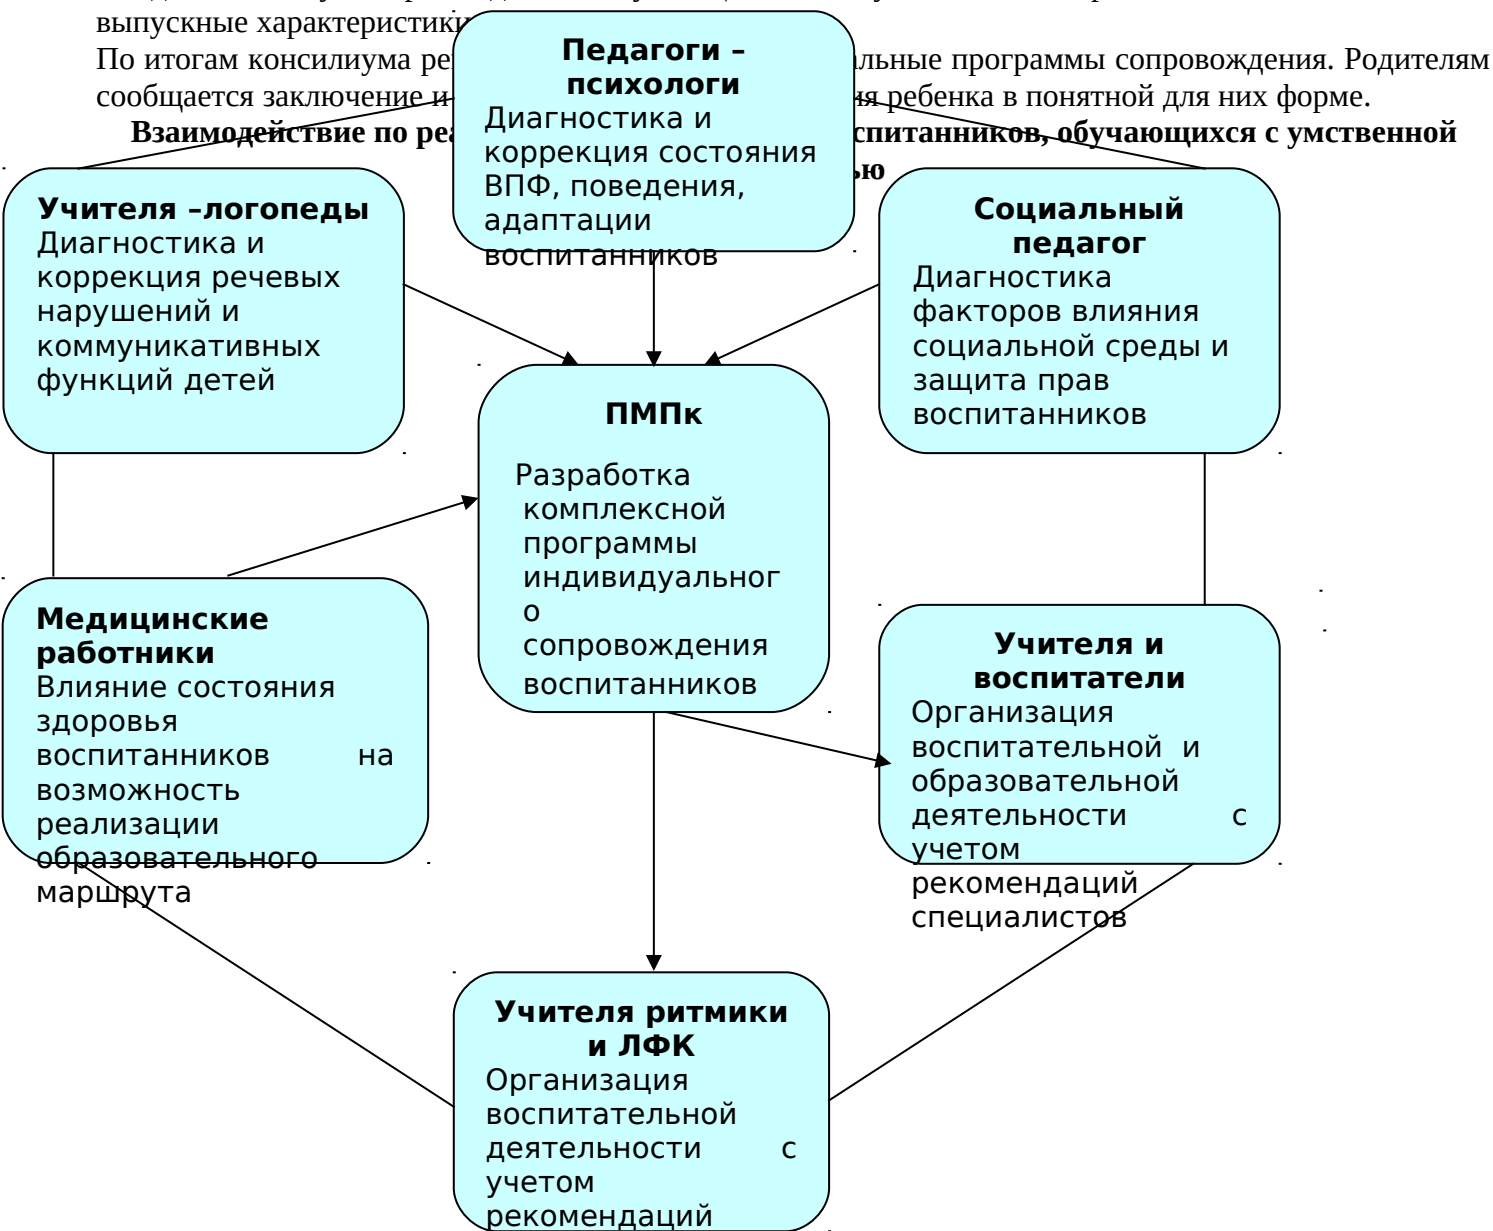 выпускные характеристики
По итогам консилиума
альные программы сопровождения. Родителям
сообщается заключение и
ребенка в понятной для них форме.
Взаимодействие по
спитанников, обучающихся с умственной
ью
Педагоги –
психологи
Диагностика и
коррекция состояния
ВПФ, поведения,
адаптации
воспитанников
Учителя –логопеды
Диагностика и
коррекция речевых
нарушений и
коммуникативных
функций детей
Социальный
педагог
Диагностика
факторов влияния
социальной среды и
защита прав
воспитанников
ПМПк
Разработка
комплексной
программы
индивидуальног
о
сопровождения
воспитанников
Медицинские
работники
Влияние состояния
здоровья
воспитанников на
возможность
реализации
образовательного
маршрута
Учителя и
воспитатели
Организация
воспитательной и
образовательной
деятельности с
учетом
рекомендаций
специалистов
Учителя ритмики
и ЛФК
Организация
воспитательной
деятельности с
учетом
рекомендаций